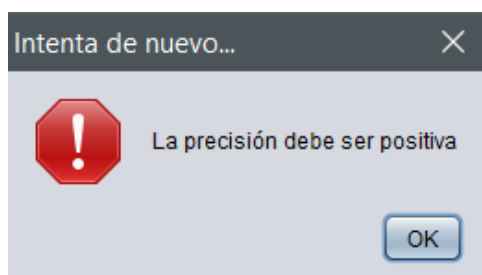 Intenta de nuevo...
La precisión debe ser positiva
OK